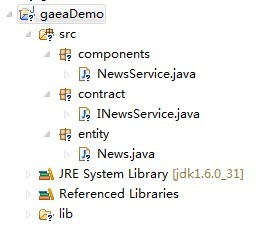 gaeaDemo
src
components
NewsService.java
contract
INewsService.java
entity
News.java
JRE System Library [jdk1.6.0_31]
Referenced Libraries
lib